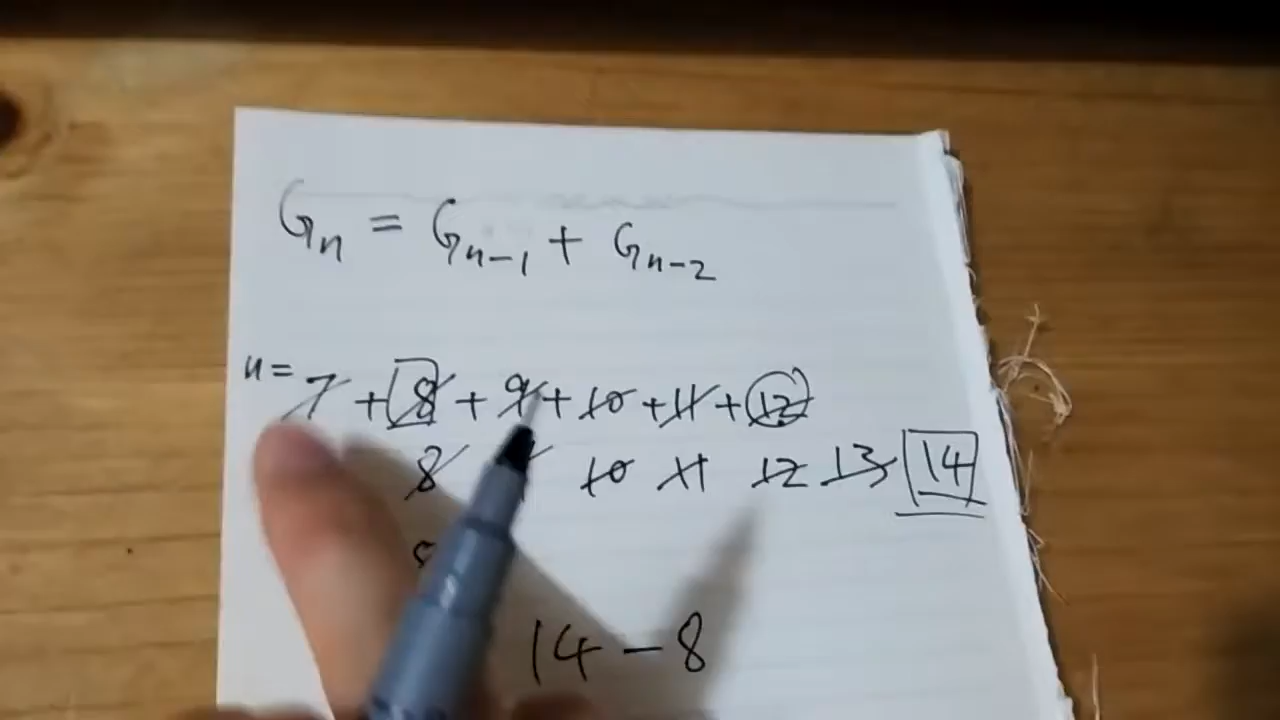 Gn = Gn-1 + Gn-2
n = 7 + 8 + 9 + 10 + 11 + 12
8 10 11 12 13 14
14 - 8